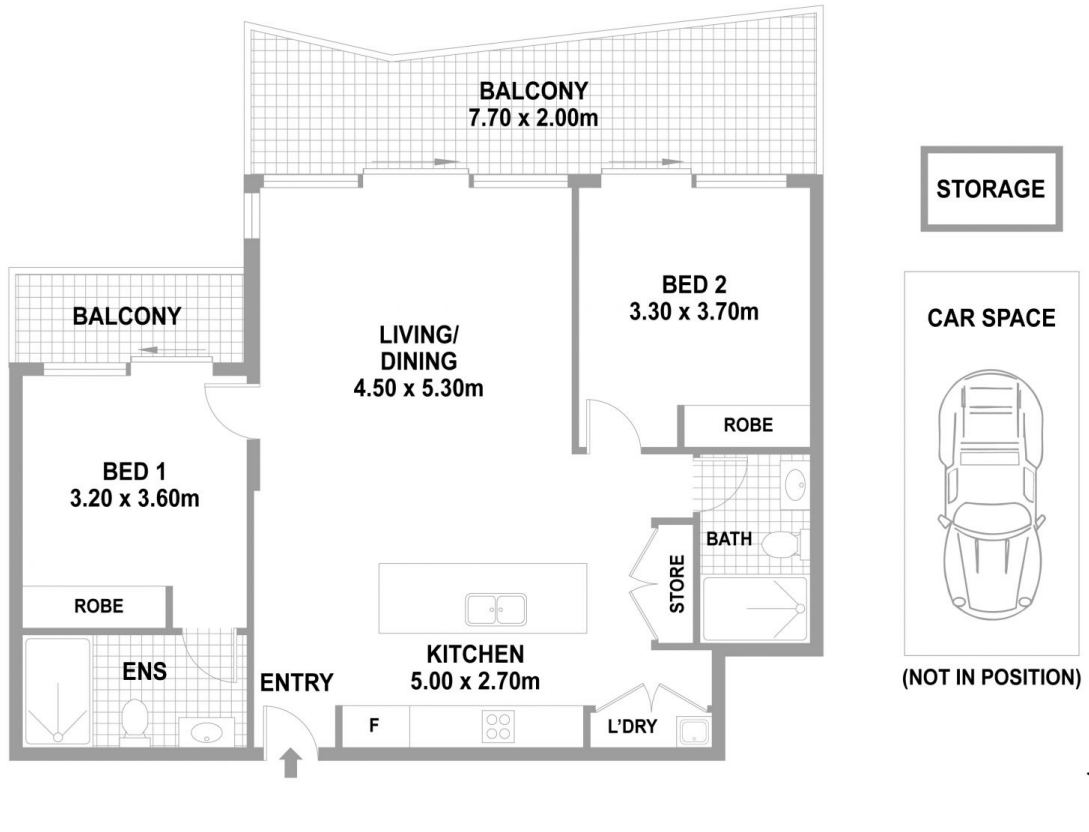 BALCONY
7.70 x 2.00m
STORAGE
BALCONY
LIVING/
DINING
4.50 x 5.30m
BED 2
3.30 x 3.70m
CAR SPACE
ROBE
BED 1
3.20 x 3.60m
BATH
STORE
ROBE
KITCHEN
5.00 x 2.70m
ENS
ENTRY
(NOT IN POSITION)
F
L'DRY